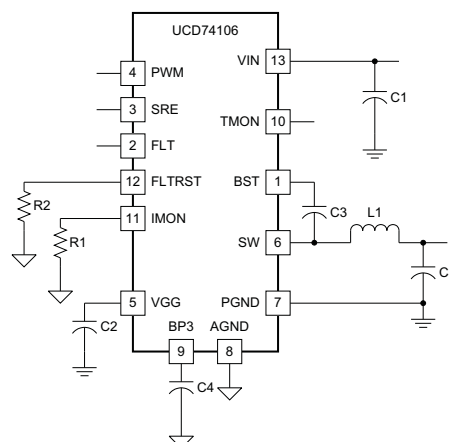 UCD74106
4 PWM
3 SRE
2 FLT
12 FLTRST
11 IMON
5 VGG
VIN 13
TMON 10
BST 1
SW 6
PGND 7
BP3 AGND
9 8
R2
R1
C2
C4
C1
C3
L1
C